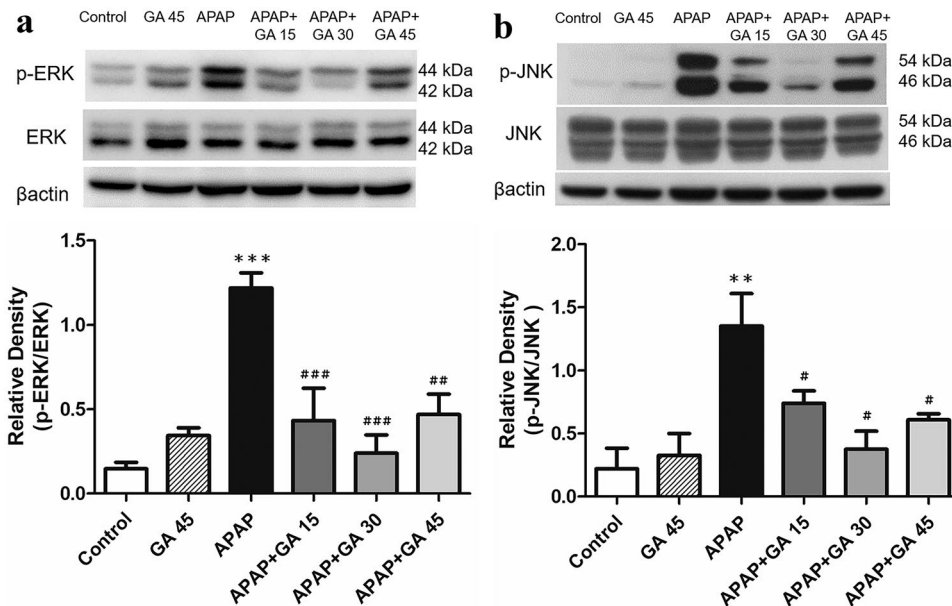 a
Control GA 45 APAP APAP+ APAP+ APAP+
GA 15 GA 30 GA 45
p-ERK
44 kDa
42 kDa
ERK
44 kDa
42 kDa
βactin
1.5
1.0
0.5
0.0
Relative Density
(p-ERK/ERK)
***
###
###
##
Control
GA 45
APAP
APAP+GA 15
APAP+GA 30
APAP+GA 45
b
Control GA 45 APAP APAP+ APAP+ APAP+
GA 15 GA 30 GA 45
p-JNK
54 kDa
46 kDa
JNK
54 kDa
46 kDa
βactin
2.0
1.5
1.0
0.5
0.0
Relative Density
(p-JNK/JNK )
**
#
#
#
Control
GA 45
APAP
APAP+GA 15
APAP+GA 30
APAP+GA 45